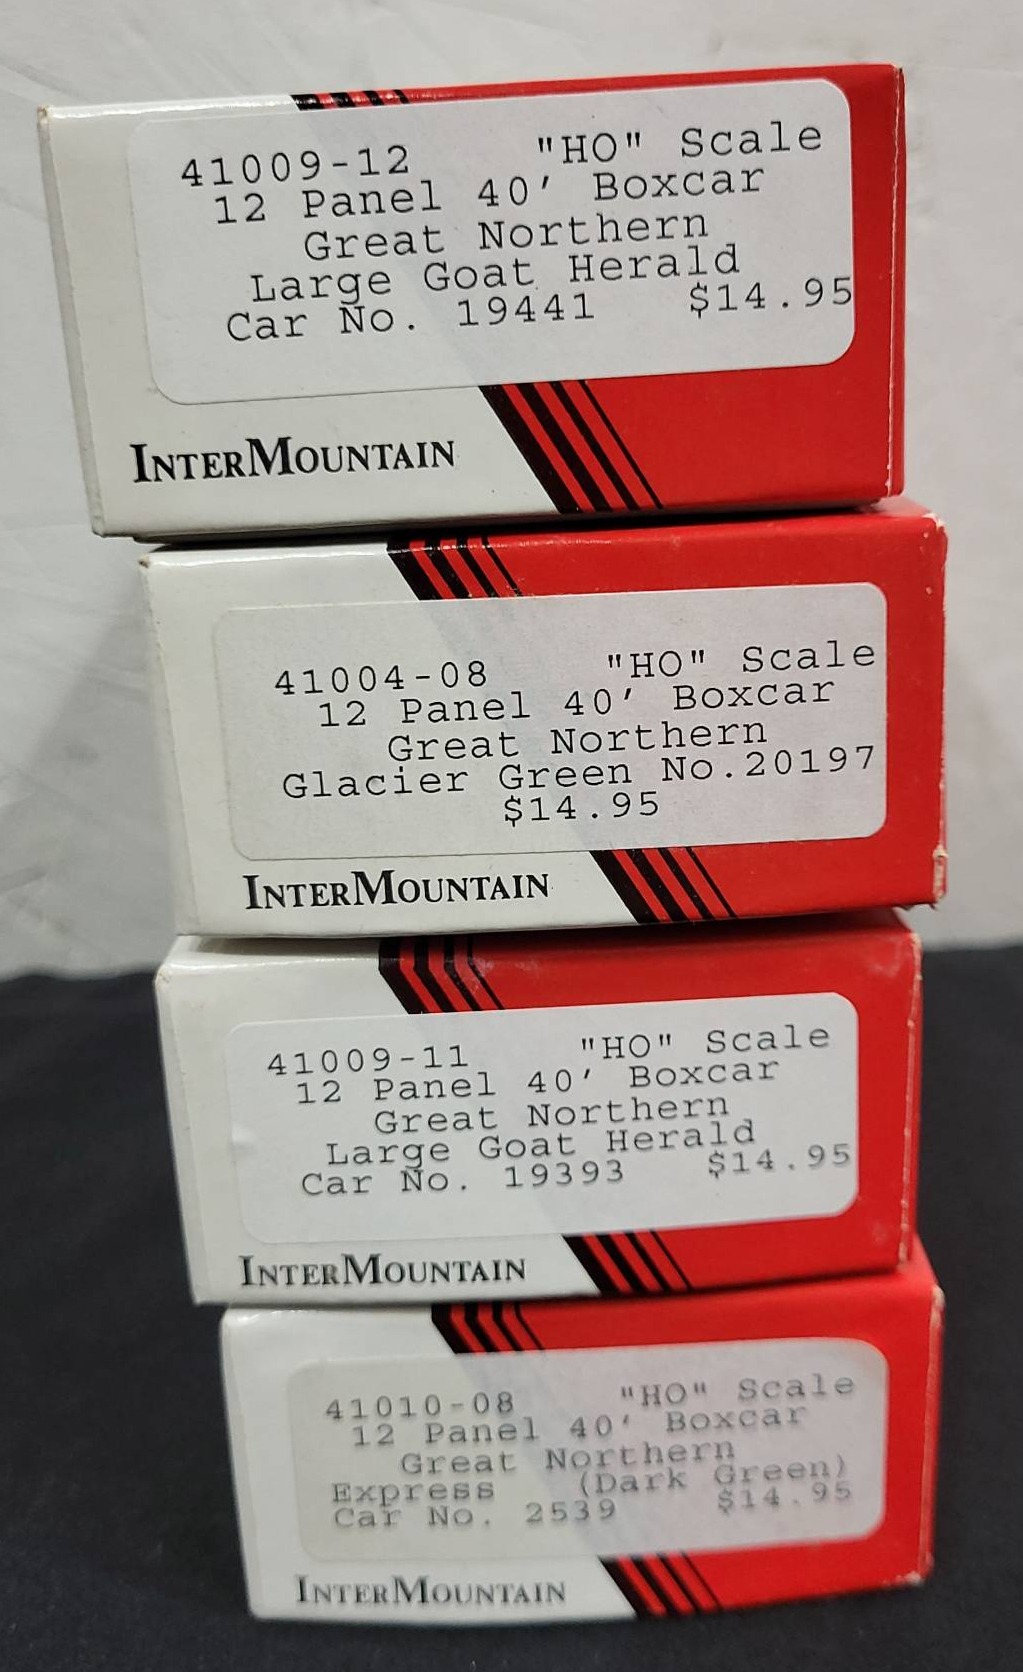 41009-12 "HO" Scale
12 Panel 40' Boxcar
Great Northern
Large Goat Herald
Car No. 19441 $14.95
INTERMOUNTAIN
41004-08 "HO" Scale
12 Panel 40' Boxcar
Great Northern
Glacier Green No.20197
$14.95
INTERMOUNTAIN
41009-11 "HO" Scale
12 Panel 40' Boxcar
Great Northern
Large Goat Herald
Car No. 19393 $14.95
INTERMOUNTAIN
41010-08 "HO" Scale
12 Panel 40' Boxcar
Great Northern
Express (Dark Green)
Car No. 2539 $14.95
INTERMOUNTAIN